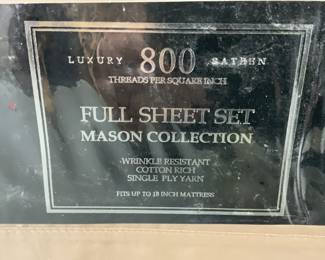 LUXURY 800 SATEEN
THREADS PER SQUARE INCH
FULL SHEET SET
MASON COLLECTION
WRINKLE RESISTANT
COTTON RICH
SINGLE PLY YARN
FITS UP TO 18 INCH MATTRESS